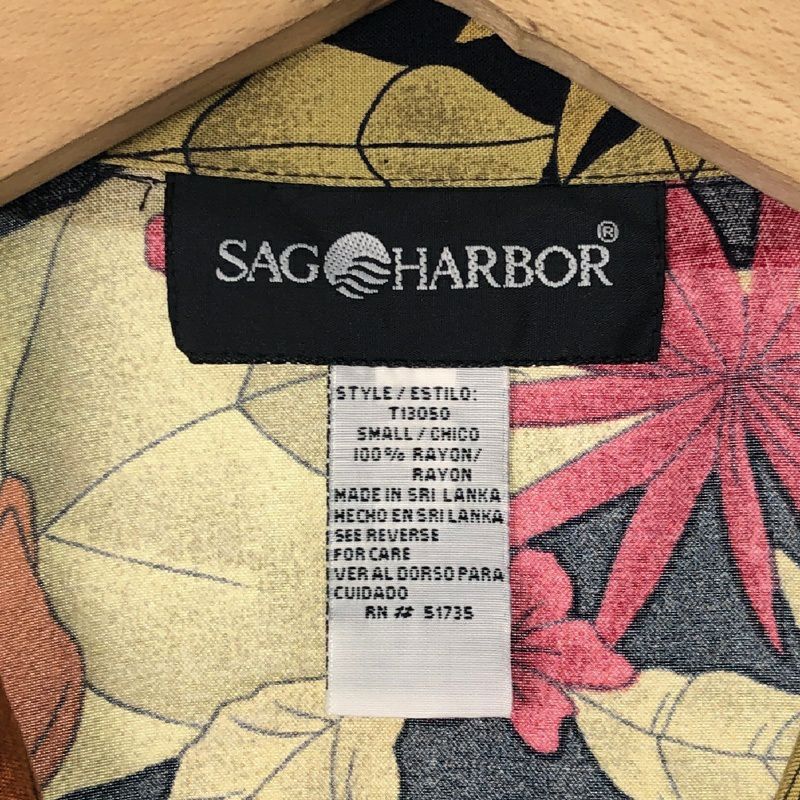 SAG HARBOR®
STYLE / ESTILO:
T13050
SMALL / CHICO
100% RAYON/
RAYON
MADE IN SRI LANKA
HECHO EN SRI LANKA
SEE REVERSE
FOR CARE
VER AL DORSO PARA
CUIDADO
RN # 51735